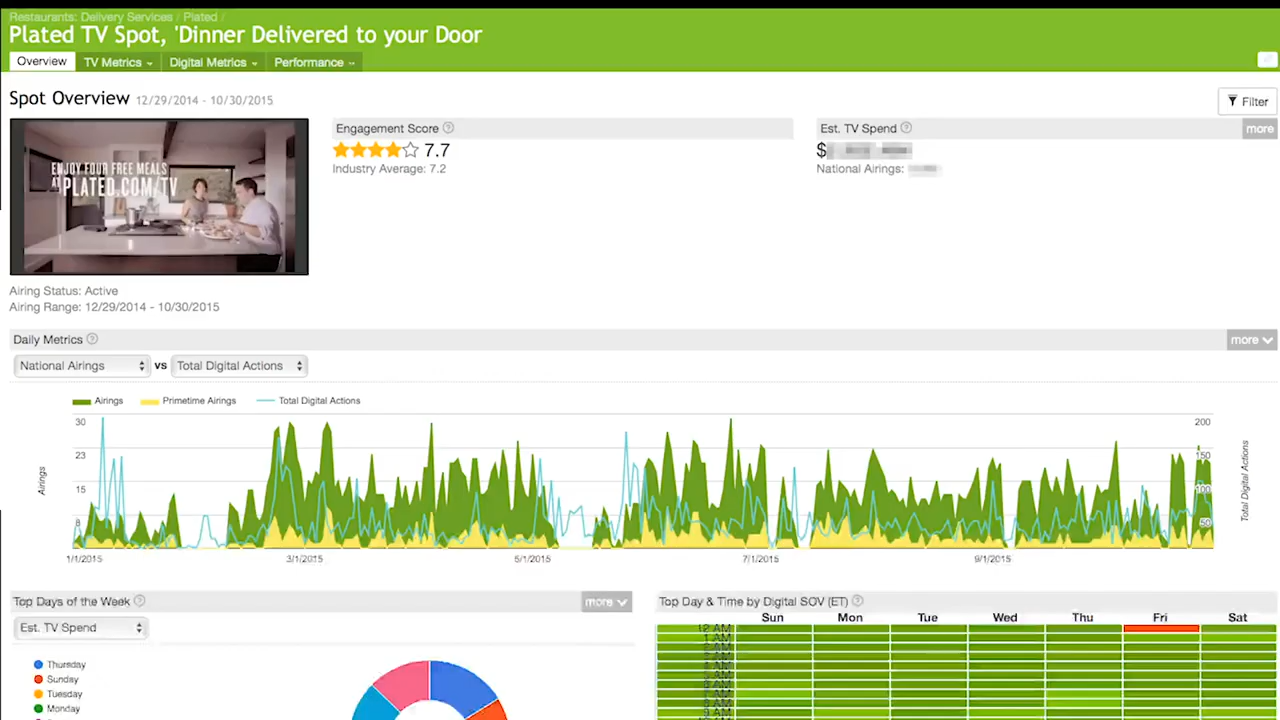 Restaurants: Delivery Services / Plated /
Plated TV Spot, 'Dinner Delivered to your Door
Overview TV Metrics Digital Metrics Performance
Spot Overview 12/29/2014 - 10/30/2015
Filter
ENJOY FOUR FREE MEALS
AT PLATED.COM/TV
Engagement Score ?
7.7
Industry Average: 7.2
Est. TV Spend ? more
$
National Airings:
Airing Status: Active
Airing Range: 12/29/2014 - 10/30/2015
Daily Metrics ? more
National Airings vs Total Digital Actions
Airings Primetime Airings Total Digital Actions
30 200
23 150
15 100
8 50
Airings
Total Digital Actions
1/1/2015 3/1/2015 5/1/2015 7/1/2015 9/1/2015
Top Days of the Week ? more
Est. TV Spend
Thursday
Sunday
Tuesday
Monday
Top Day & Time by Digital SOV (ET) ?
Sun Mon Tue Wed Thu Fri Sat
12 AM